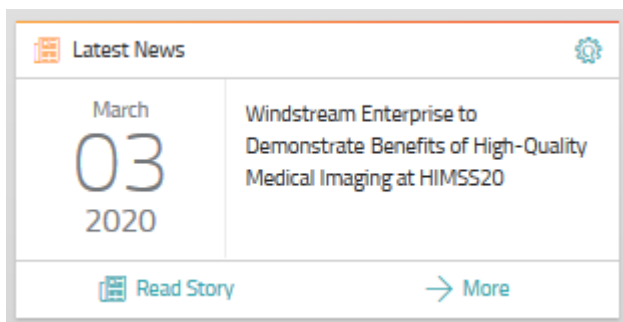 Latest News
March
03
2020
Windstream Enterprise to
Demonstrate Benefits of High-Quality
Medical Imaging at HIMSS20
Read Story
More